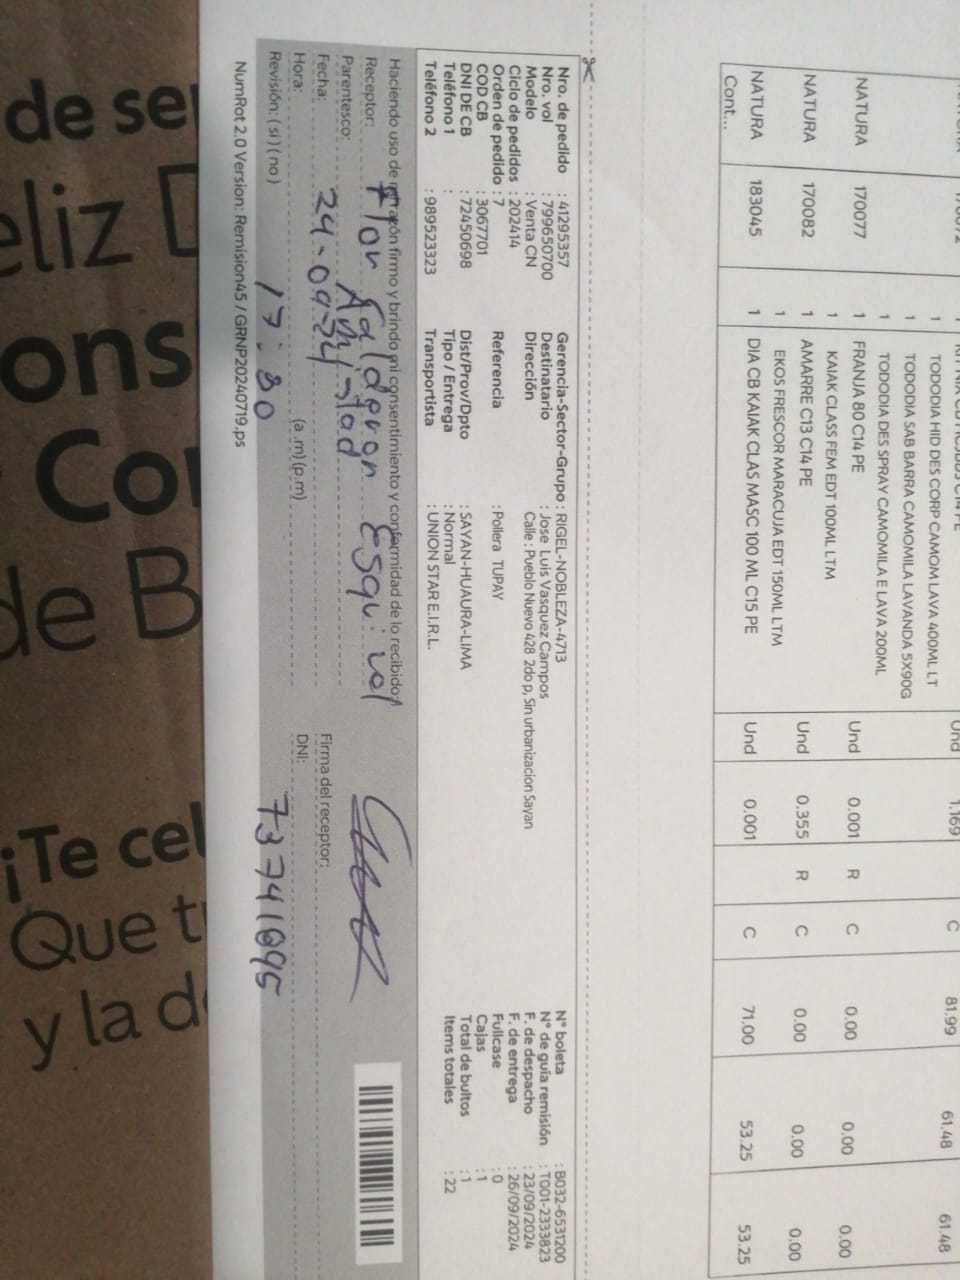 NATURA 170077 1 TODODIA HID DES CORP CAMOM LAVA 400ML LT Und 1.169 C 81.99 61.48 61.48
1 TODODIA SAB BARRA CAMOMILA LAVANDA 5X90G
1 TODODIA DES SPRAY CAMOMILA E LAVA 200ML
NATURA 170077 1 FRANJA 80 C14 PE Und 0.001 R C 0.00 0.00 0.00
1 KAIAK CLASS FEM EDT 100ML LTM
NATURA 170082 1 AMARRE C13 C14 PE Und 0.355 R C 0.00 0.00 0.00
1 EKOS FRESCOR MARACUJA EDT 150ML LTM
NATURA 183045 1 DIA CB KAIAK CLAS MASC 100 ML C15 PE Und 0.001 C 71.00 53.25 53.25
Cont...
Nro. de pedido : 41295357 Gerencia-Sector-Grupo : RIGEL-NOBLEZA-4713 N° boleta : B032-6531200
Nro. vol : 799650700 Destinatario : Jose Luis Vasquez Campos N° de guía remisión : T001-2333823
Modelo : Venta CN Dirección Calle : Pueblo Nuevo 428 2do p, Sin urbanizacion Sayan F. de despacho : 23/09/2024
Ciclo de pedidos : 202414 F. de entrega : 26/09/2024
Orden de pedido : 7 Referencia : Polleria TUPAY Fullcase : 0
COD CB : 3067701 Cajas : 1
DNI DE CB : 72450698 Dist/Prov/Dpto : SAYAN-HUAURA-LIMA Total de bultos : 1
Teléfono 1 : Tipo / Entrega : Normal Items totales : 22
Teléfono 2 : 989523323 Transportista : UNION STAR E.I.R.L.
Haciendo uso de mi razón firmo y brindo mi consentimiento y conformidad de lo recibido
Receptor: Flor Calderon Esquivel
Parentesco: Amistad
Fecha: 24-09-24 Firma del receptor:
Hora: 17:30 (a.m) (p.m) DNI: 73741695
Revisión: ( si ) ( no )
NumRot 2.0 Version: Remision45 / GRNP20240719.ps
de se
eliz D
ons
Co
de B
¡Te cel
Que t
y la d